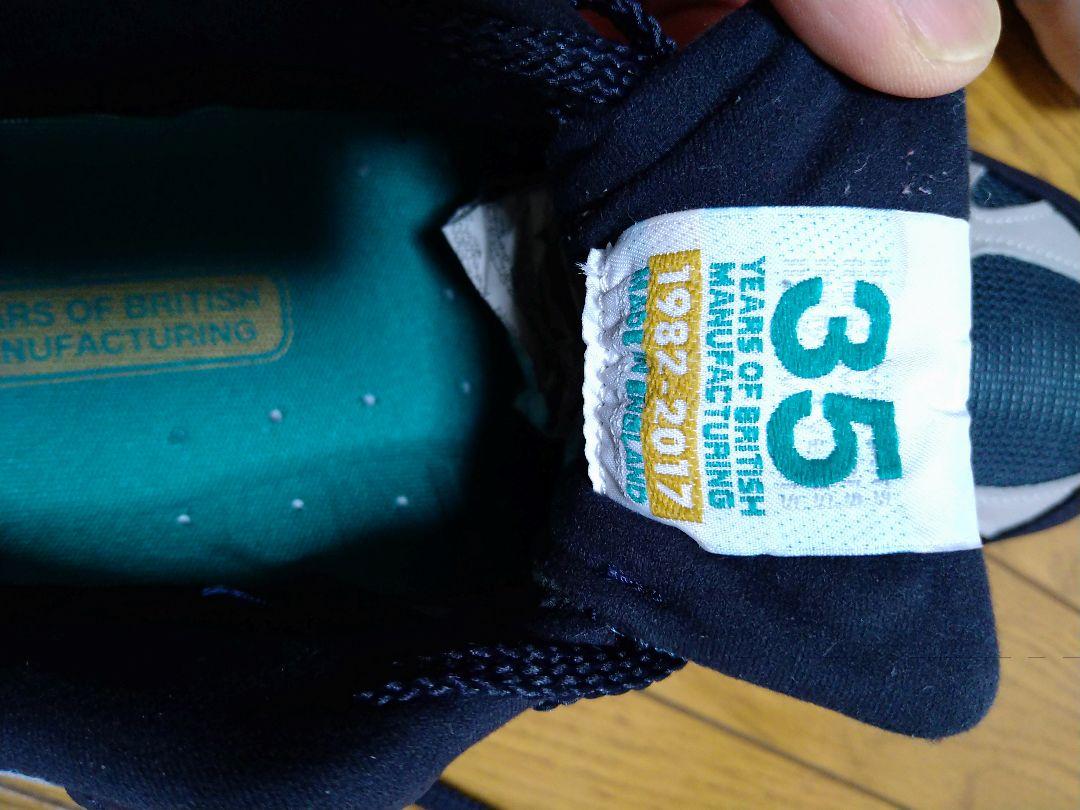 35
YEARS OF BRITISH
MANUFACTURING
1982-2017
MADE IN ENGLAND
ARS OF BRITISH
NUFACTURING